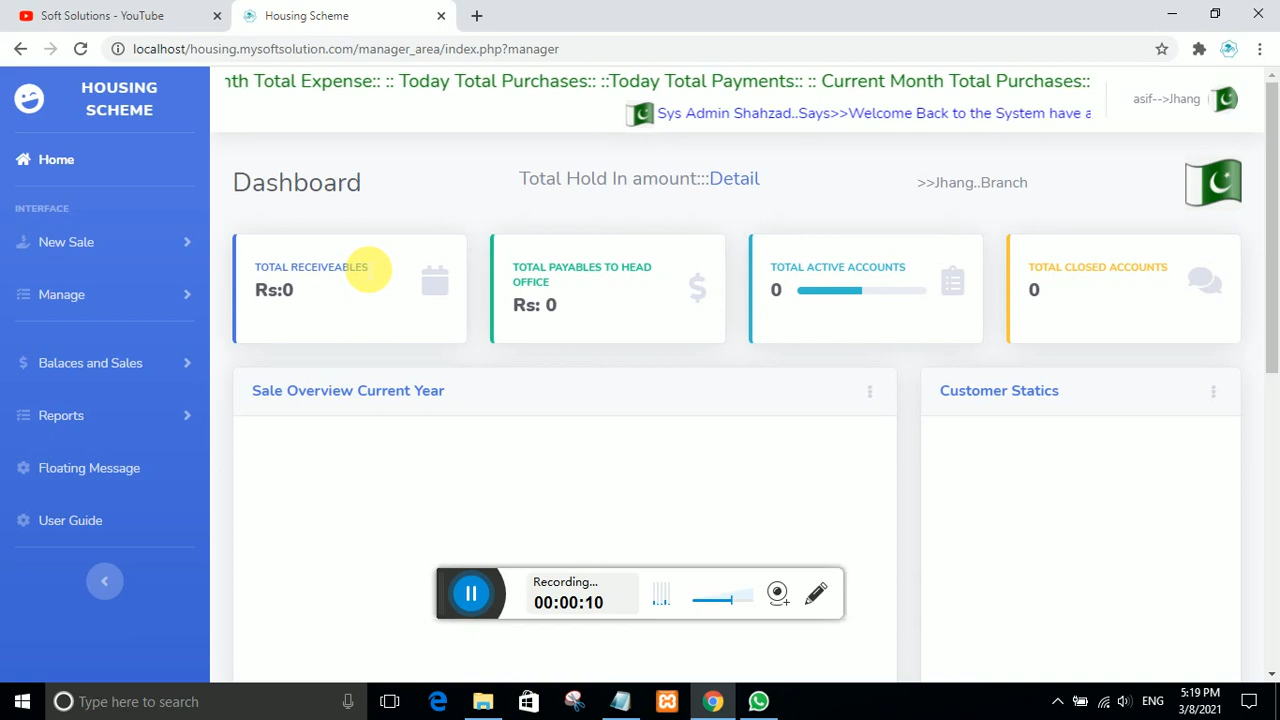 Soft Solutions - YouTube
Housing Scheme
localhost/housing.mysoftsolution.com/manager_area/index.php?manager
HOUSING
SCHEME
nth Total Expense:: :: Today Total Purchases:: ::Today Total Payments:: :: Current Month Total Purchases::
Sys Admin Shahzad..Says>>Welcome Back to the System have a
asif-->Jhang
Home
Dashboard
Total Hold In amount:::Detail
>>Jhang..Branch
INTERFACE
New Sale
Manage
Balaces and Sales
Reports
Floating Message
User Guide
TOTAL RECEIVEABLES
Rs:0
TOTAL PAYABLES TO HEAD
OFFICE
Rs: 0
TOTAL ACTIVE ACCOUNTS
0
TOTAL CLOSED ACCOUNTS
0
Sale Overview Current Year
Customer Statics
Recording...
00:00:10
Type here to search
ENG
5:19 PM
3/8/2021